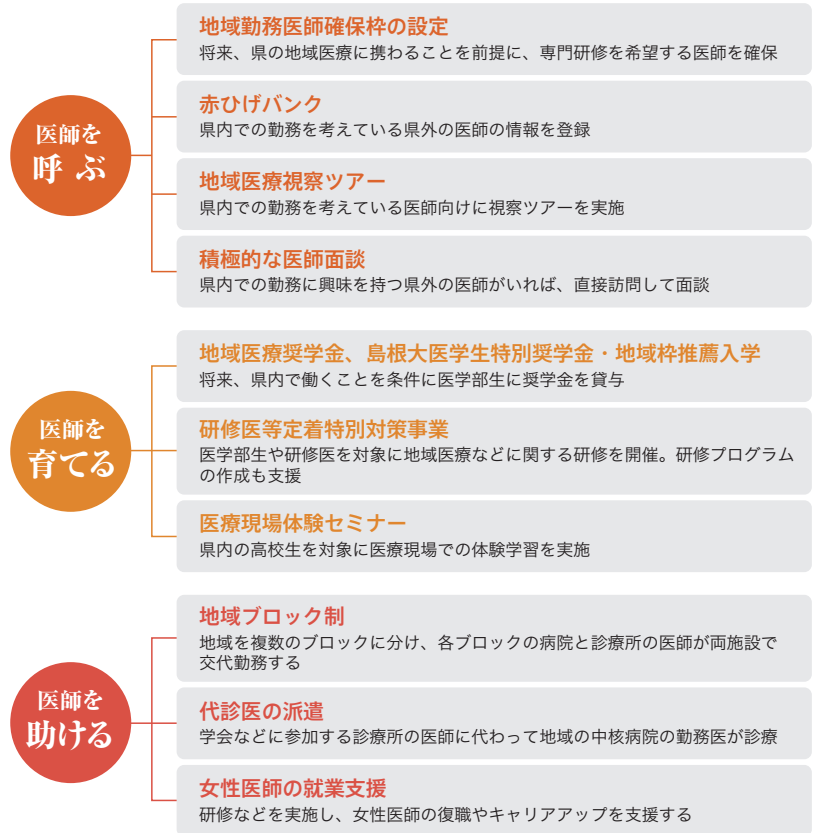 医師を
呼ぶ
地域勤務医師確保枠の設定
将来、県の地域医療に携わることを前提に、専門研修を希望する医師を確保
赤ひげバンク
県内での勤務を考えている県外の医師の情報を登録
地域医療視察ツアー
県内での勤務を考えている医師向けに視察ツアーを実施
積極的な医師面談
県内での勤務に興味を持つ県外の医師がいれば、直接訪問して面談
医師を
育てる
地域医療奨学金、島根大医学生特別奨学金・地域枠推薦入学
将来、県内で働くことを条件に医学部生に奨学金を貸与
研修医等定着特別対策事業
医学部生や研修医を対象に地域医療などに関する研修を開催。研修プログラム
の作成も支援
医療現場体験セミナー
県内の高校生を対象に医療現場での体験学習を実施
医師を
助ける
地域ブロック制
地域を複数のブロックに分け、各ブロックの病院と診療所の医師が両施設で
交代勤務する
代診医の派遣
学会などに参加する診療所の医師に代わって地域の中核病院の勤務医が診療
女性医師の就業支援
研修などを実施し、女性医師の復職やキャリアアップを支援する